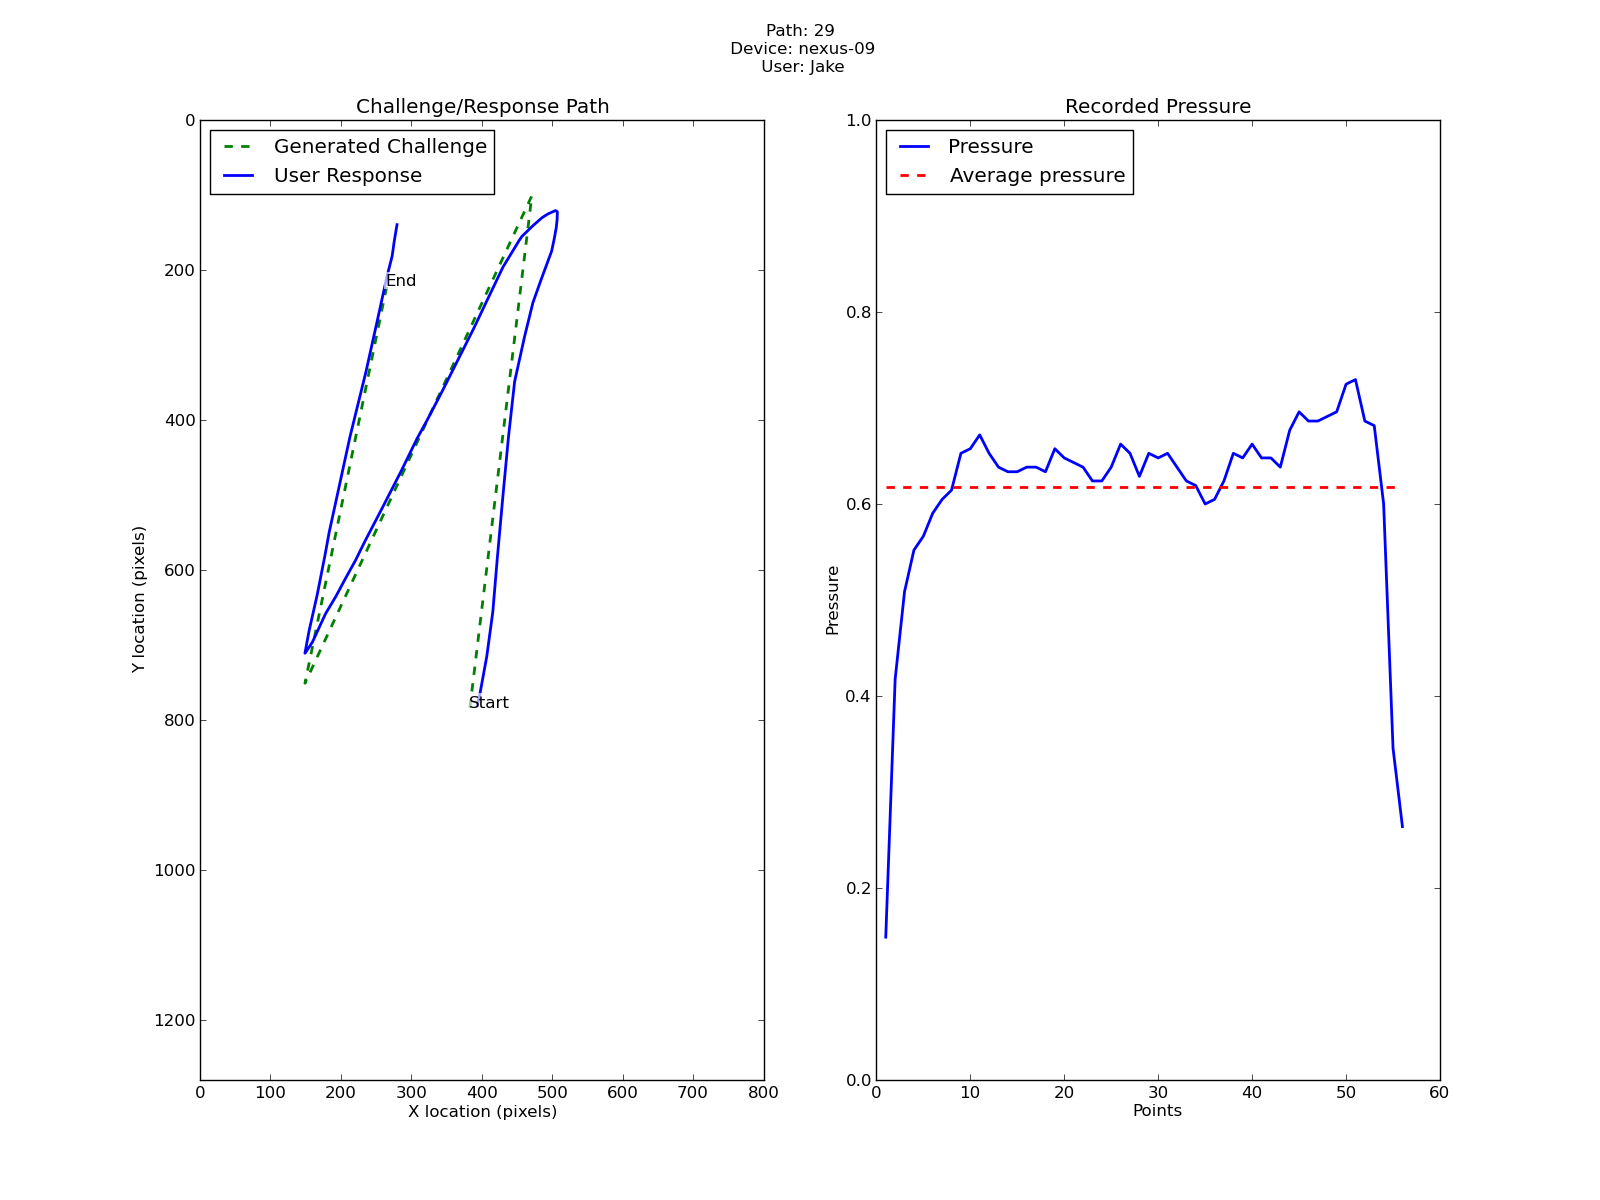 Path: 29
Device: nexus-09
User: Jake
Challenge/Response Path
Generated Challenge
User Response
0
200
400
600
800
1000
1200
Y location (pixels)
End
Start
0 100 200 300 400 500 600 700 800
X location (pixels)
Recorded Pressure
Pressure
Average pressure
1.0
0.8
0.6
0.4
0.2
0.0
Pressure
0 10 20 30 40 50 60
Points